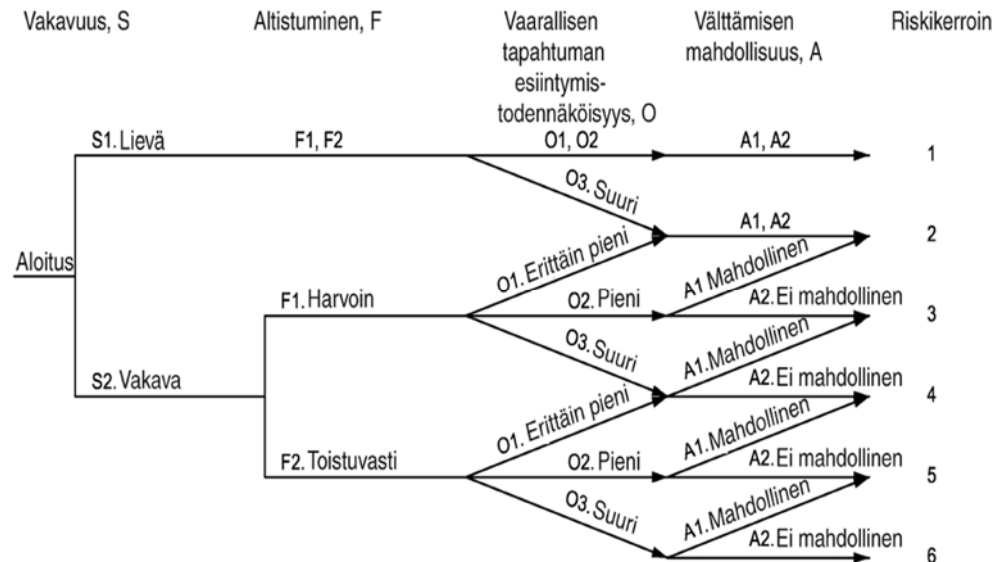 Vakavuus, S
Altistuminen, F
Vaarallisen
tapahtuman
esiintymis-
todennäköisyys, O
Välttämisen
mahdollisuus, A
Riskikerroin
S1. Lievä
F1, F2
O1, O2
A1, A2
1
O3. Suuri
A1, A2
2
Aloitus
O1. Erittäin pieni
A1 Mahdollinen
F1. Harvoin
O2. Pieni
A2. Ei mahdollinen
3
O3. Suuri
A1. Mahdollinen
S2. Vakava
A2. Ei mahdollinen
4
O1. Erittäin pieni
A1. Mahdollinen
F2. Toistuvasti
O2. Pieni
A2. Ei mahdollinen
5
O3. Suuri
A1. Mahdollinen
A2. Ei mahdollinen
6